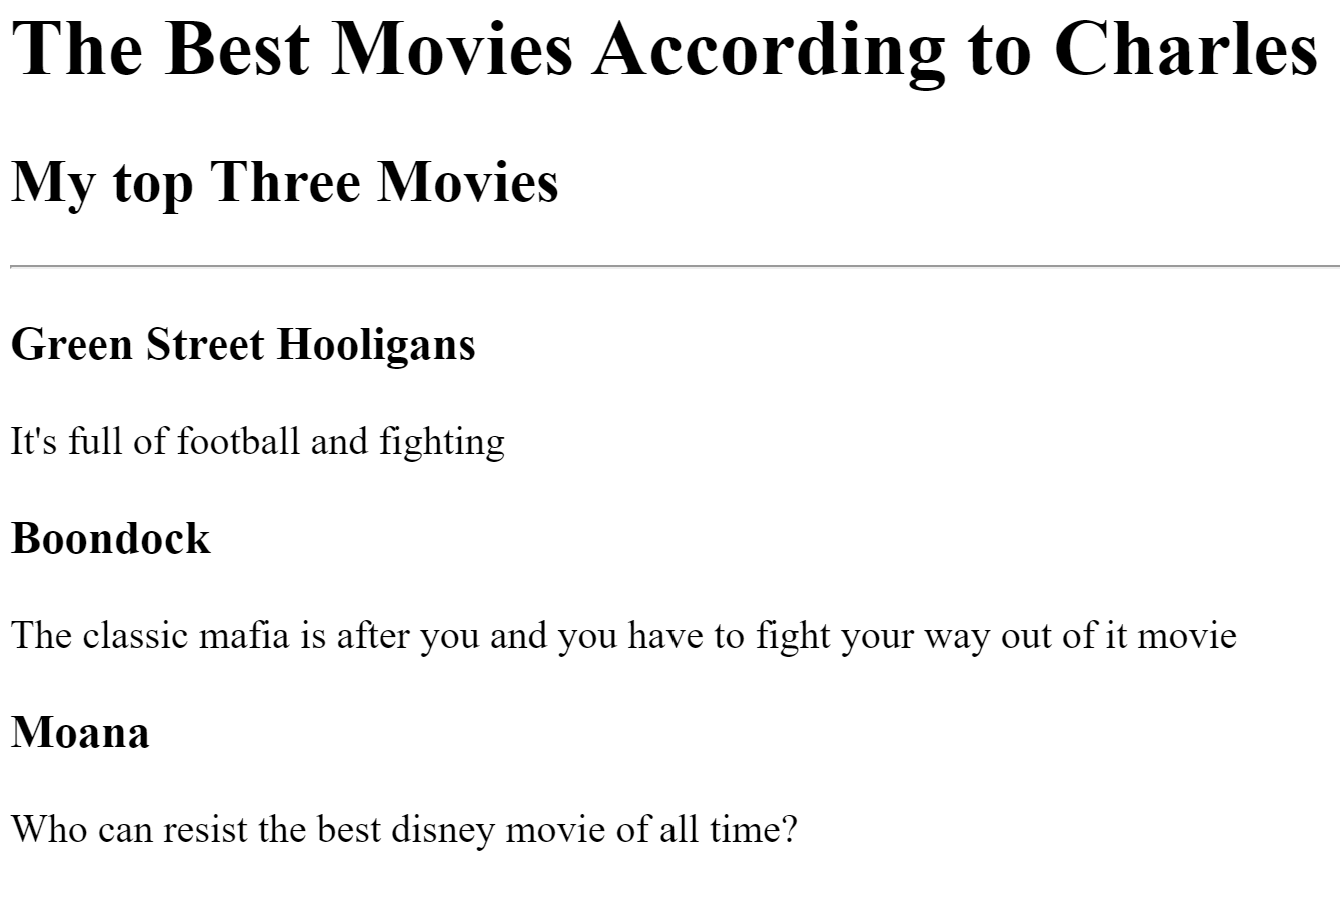 The Best Movies According to Charles
My top Three Movies
Green Street Hooligans
It's full of football and fighting
Boondock
The classic mafia is after you and you have to fight your way out of it movie
Moana
Who can resist the best disney movie of all time?